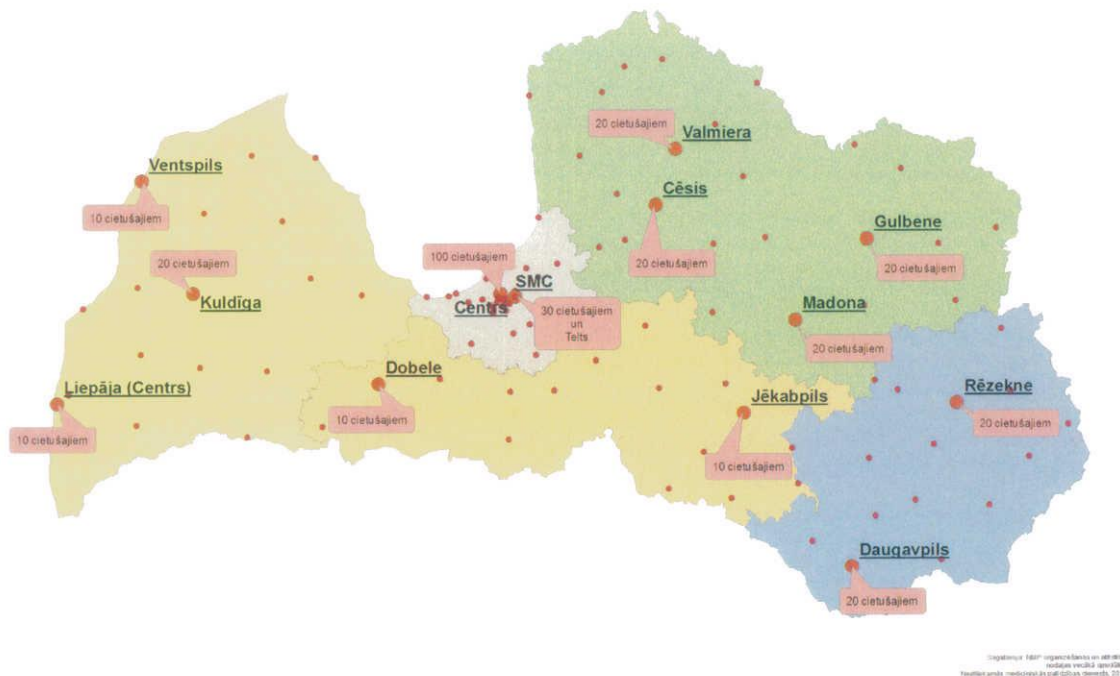 20 cietušajiem
Valmiera
Ventspils
Cēsis
10 cietušajiem
Gulbene
100 cietušajiem
20 cietušajiem
20 cietušajiem
20 cietušajiem
SMC
Kuldīga
Centrs
30 cietušajiem
un
Telts
Madona
20 cietušajiem
Dobele
Rēzekne
Liepāja (Centrs)
Jēkabpils
10 cietušajiem
10 cietušajiem
20 cietušajiem
10 cietušajiem
Daugavpils
20 cietušajiem